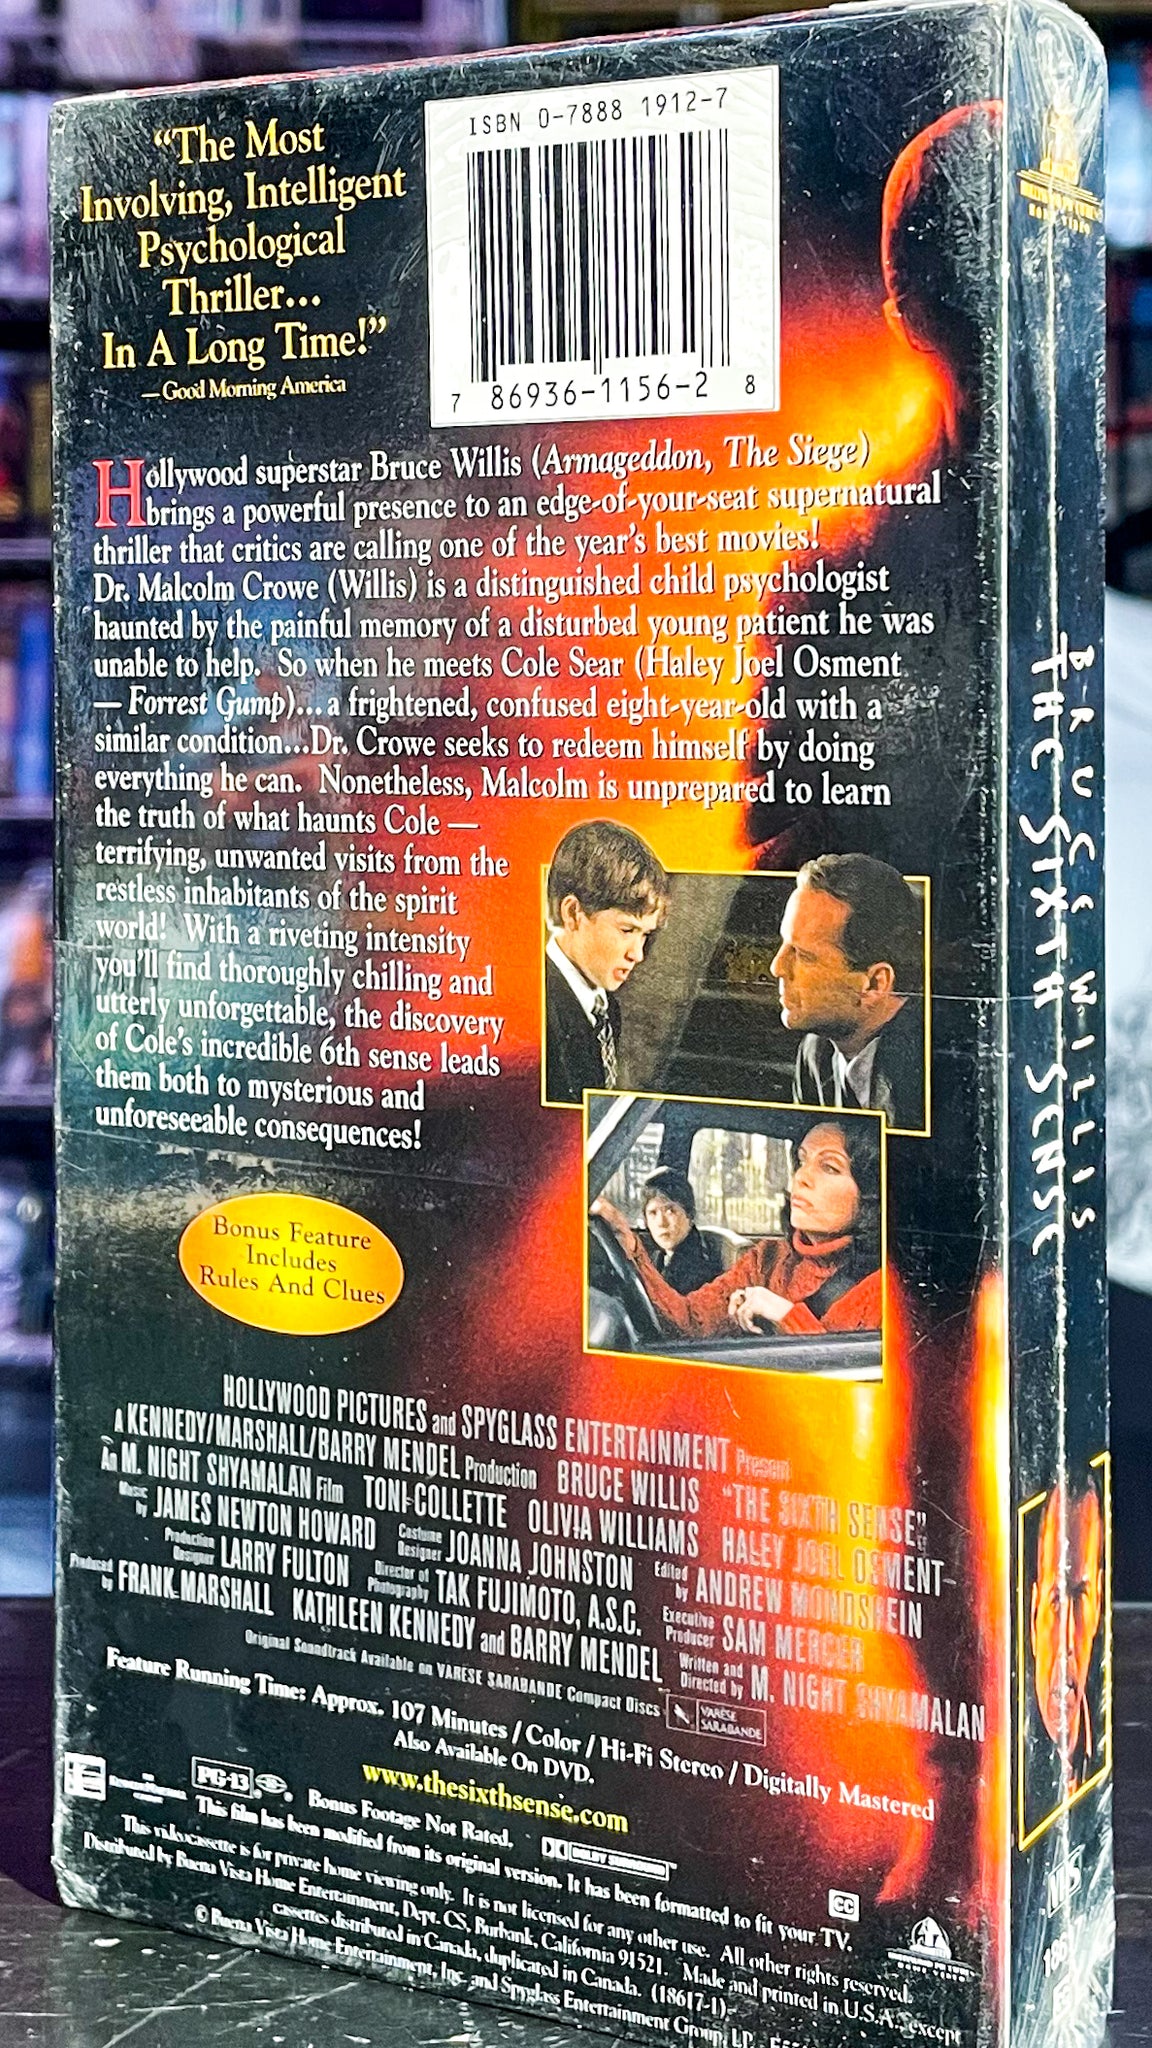 "The Most
Involving, Intelligent
Psychological
Thriller...
In A Long Time!"
— Good Morning America
ISBN 0-7888 1912-7
7 86936-1156-2 8
Hollywood superstar Bruce Willis (Armageddon, The Siege)
brings a powerful presence to an edge-of-your-seat supernatural
thriller that critics are calling one of the year's best movies!
Dr. Malcolm Crowe (Willis) is a distinguished child psychologist
haunted by the painful memory of a disturbed young patient he was
unable to help. So when he meets Cole Sear (Haley Joel Osment
— Forrest Gump)...a frightened, confused eight-year-old with a
similar condition...Dr. Crowe seeks to redeem himself by doing
everything he can. Nonetheless, Malcolm is unprepared to learn
the truth of what haunts Cole —
terrifying, unwanted visits from the
restless inhabitants of the spirit
world! With a riveting intensity
you'll find thoroughly chilling and
utterly unforgettable, the discovery
of Cole's incredible 6th sense leads
them both to mysterious and
unforeseeable consequences!
Bonus Feature
Includes
Rules And Clues
HOLLYWOOD PICTURES and SPYGLASS ENTERTAINMENT Present
A KENNEDY/MARSHALL/BARRY MENDEL Production BRUCE WILLIS "THE SIXTH SENSE"
An M. NIGHT SHYAMALAN Film TONI COLLETTE OLIVIA WILLIAMS HALEY JOEL OSMENT
Music by JAMES NEWTON HOWARD Costume Designer JOANNA JOHNSTON Edited by ANDREW MONDSHEIN
Production Designer LARRY FULTON Director of Photography TAK FUJIMOTO, A.S.C. Executive Producer SAM MERCER
Produced by FRANK MARSHALL KATHLEEN KENNEDY and BARRY MENDEL Written and Directed by M. NIGHT SHYAMALAN
Original Soundtrack Available on VARESE SARABANDE Compact Discs VARESE SARABANDE
Feature Running Time: Approx. 107 Minutes / Color / Hi-Fi Stereo / Digitally Mastered
Also Available On DVD.
www.thesixthsense.com
PG-13 Bonus Footage Not Rated. DOLBY SURROUND
This film has been modified from its original version. It has been formatted to fit your TV.
CC
This videocassette is for private home viewing only. It is not licensed for any other use. All other rights reserved.
Distributed by Buena Vista Home Entertainment, Dept. CS, Burbank, California 91521. Made and printed in U.S.A., except
cassettes distributed in Canada, duplicated in Canada. (18617-1)
© Buena Vista Home Entertainment, Inc. and Spyglass Entertainment Group, LP
HOME VIDEO
BRUCE WILLIS
THE SIXTH SENSE
VHS